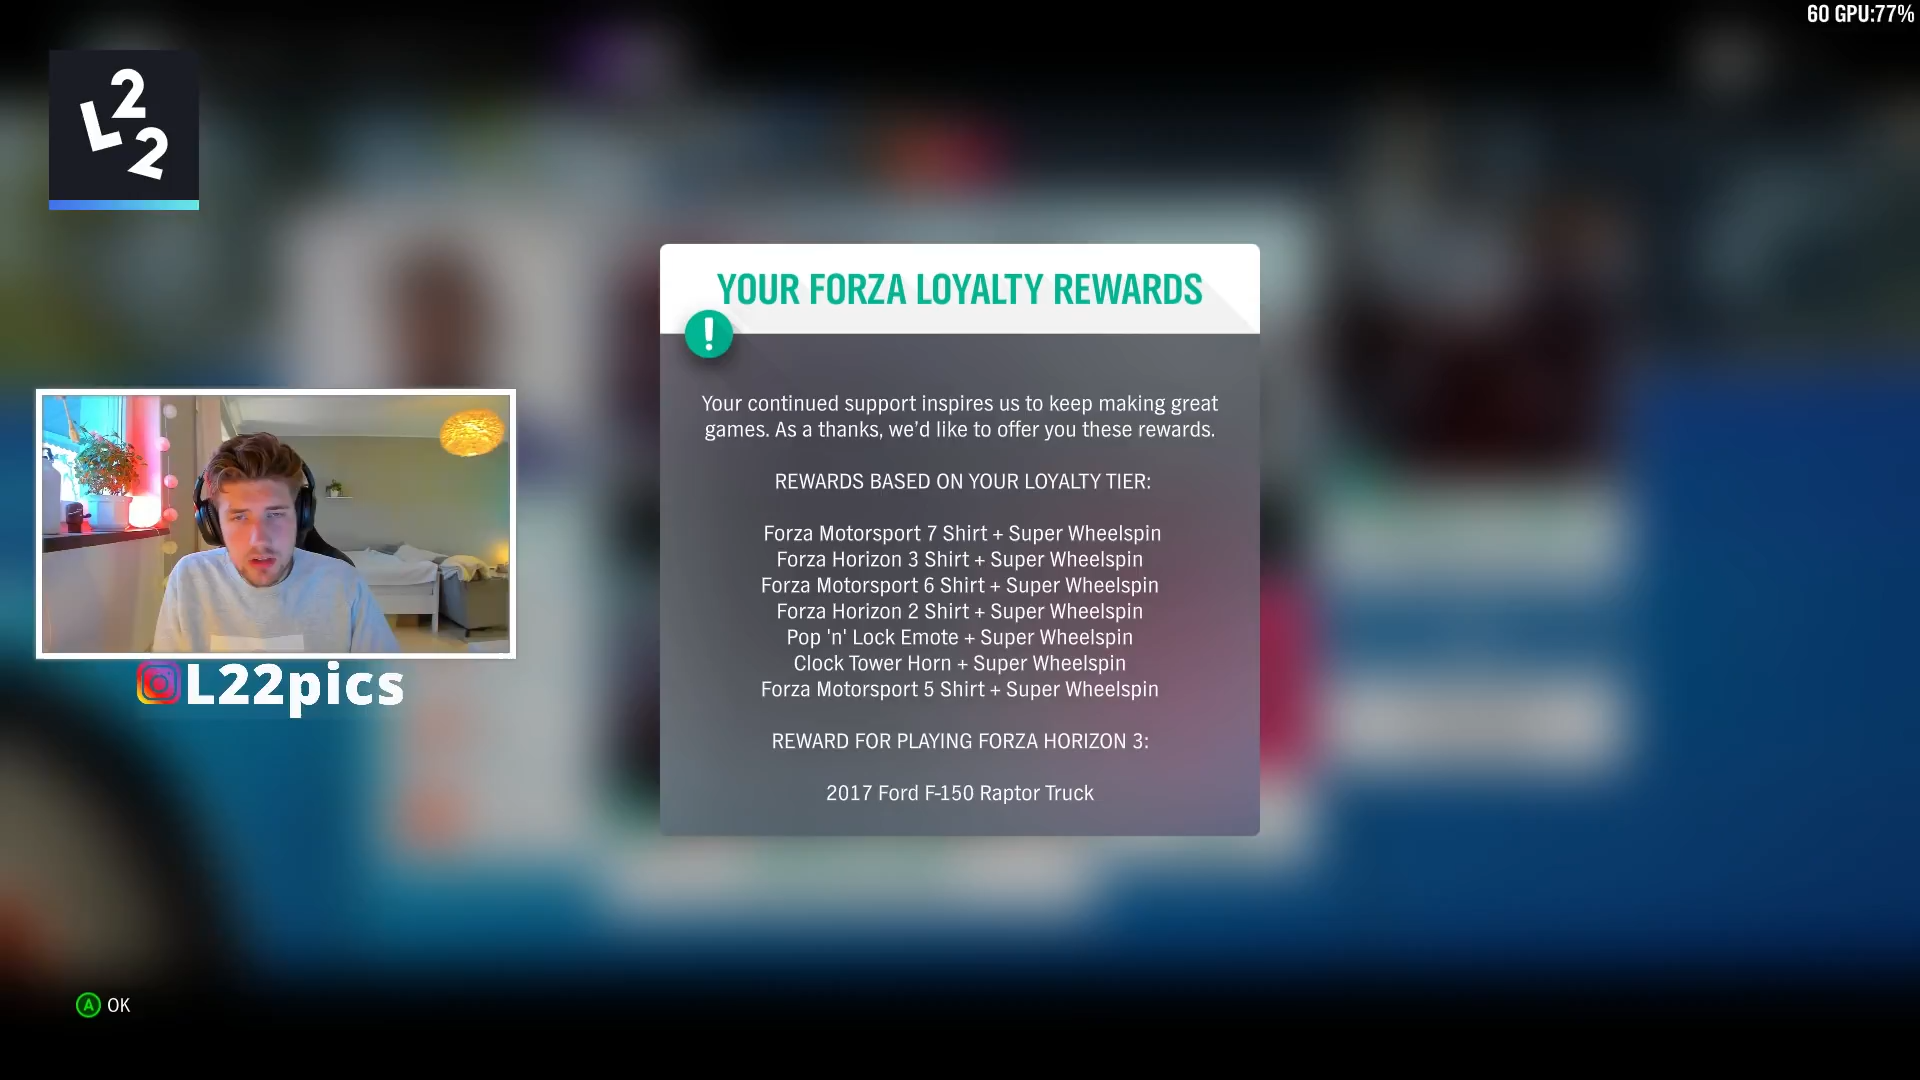 60 GPU:77%
L22
YOUR FORZA LOYALTY REWARDS
!
Your continued support inspires us to keep making great
games. As a thanks, we’d like to offer you these rewards.
REWARDS BASED ON YOUR LOYALTY TIER:
Forza Motorsport 7 Shirt + Super Wheelspin
Forza Horizon 3 Shirt + Super Wheelspin
Forza Motorsport 6 Shirt + Super Wheelspin
Forza Horizon 2 Shirt + Super Wheelspin
Pop 'n' Lock Emote + Super Wheelspin
Clock Tower Horn + Super Wheelspin
Forza Motorsport 5 Shirt + Super Wheelspin
REWARD FOR PLAYING FORZA HORIZON 3:
2017 Ford F-150 Raptor Truck
L22pics
A OK